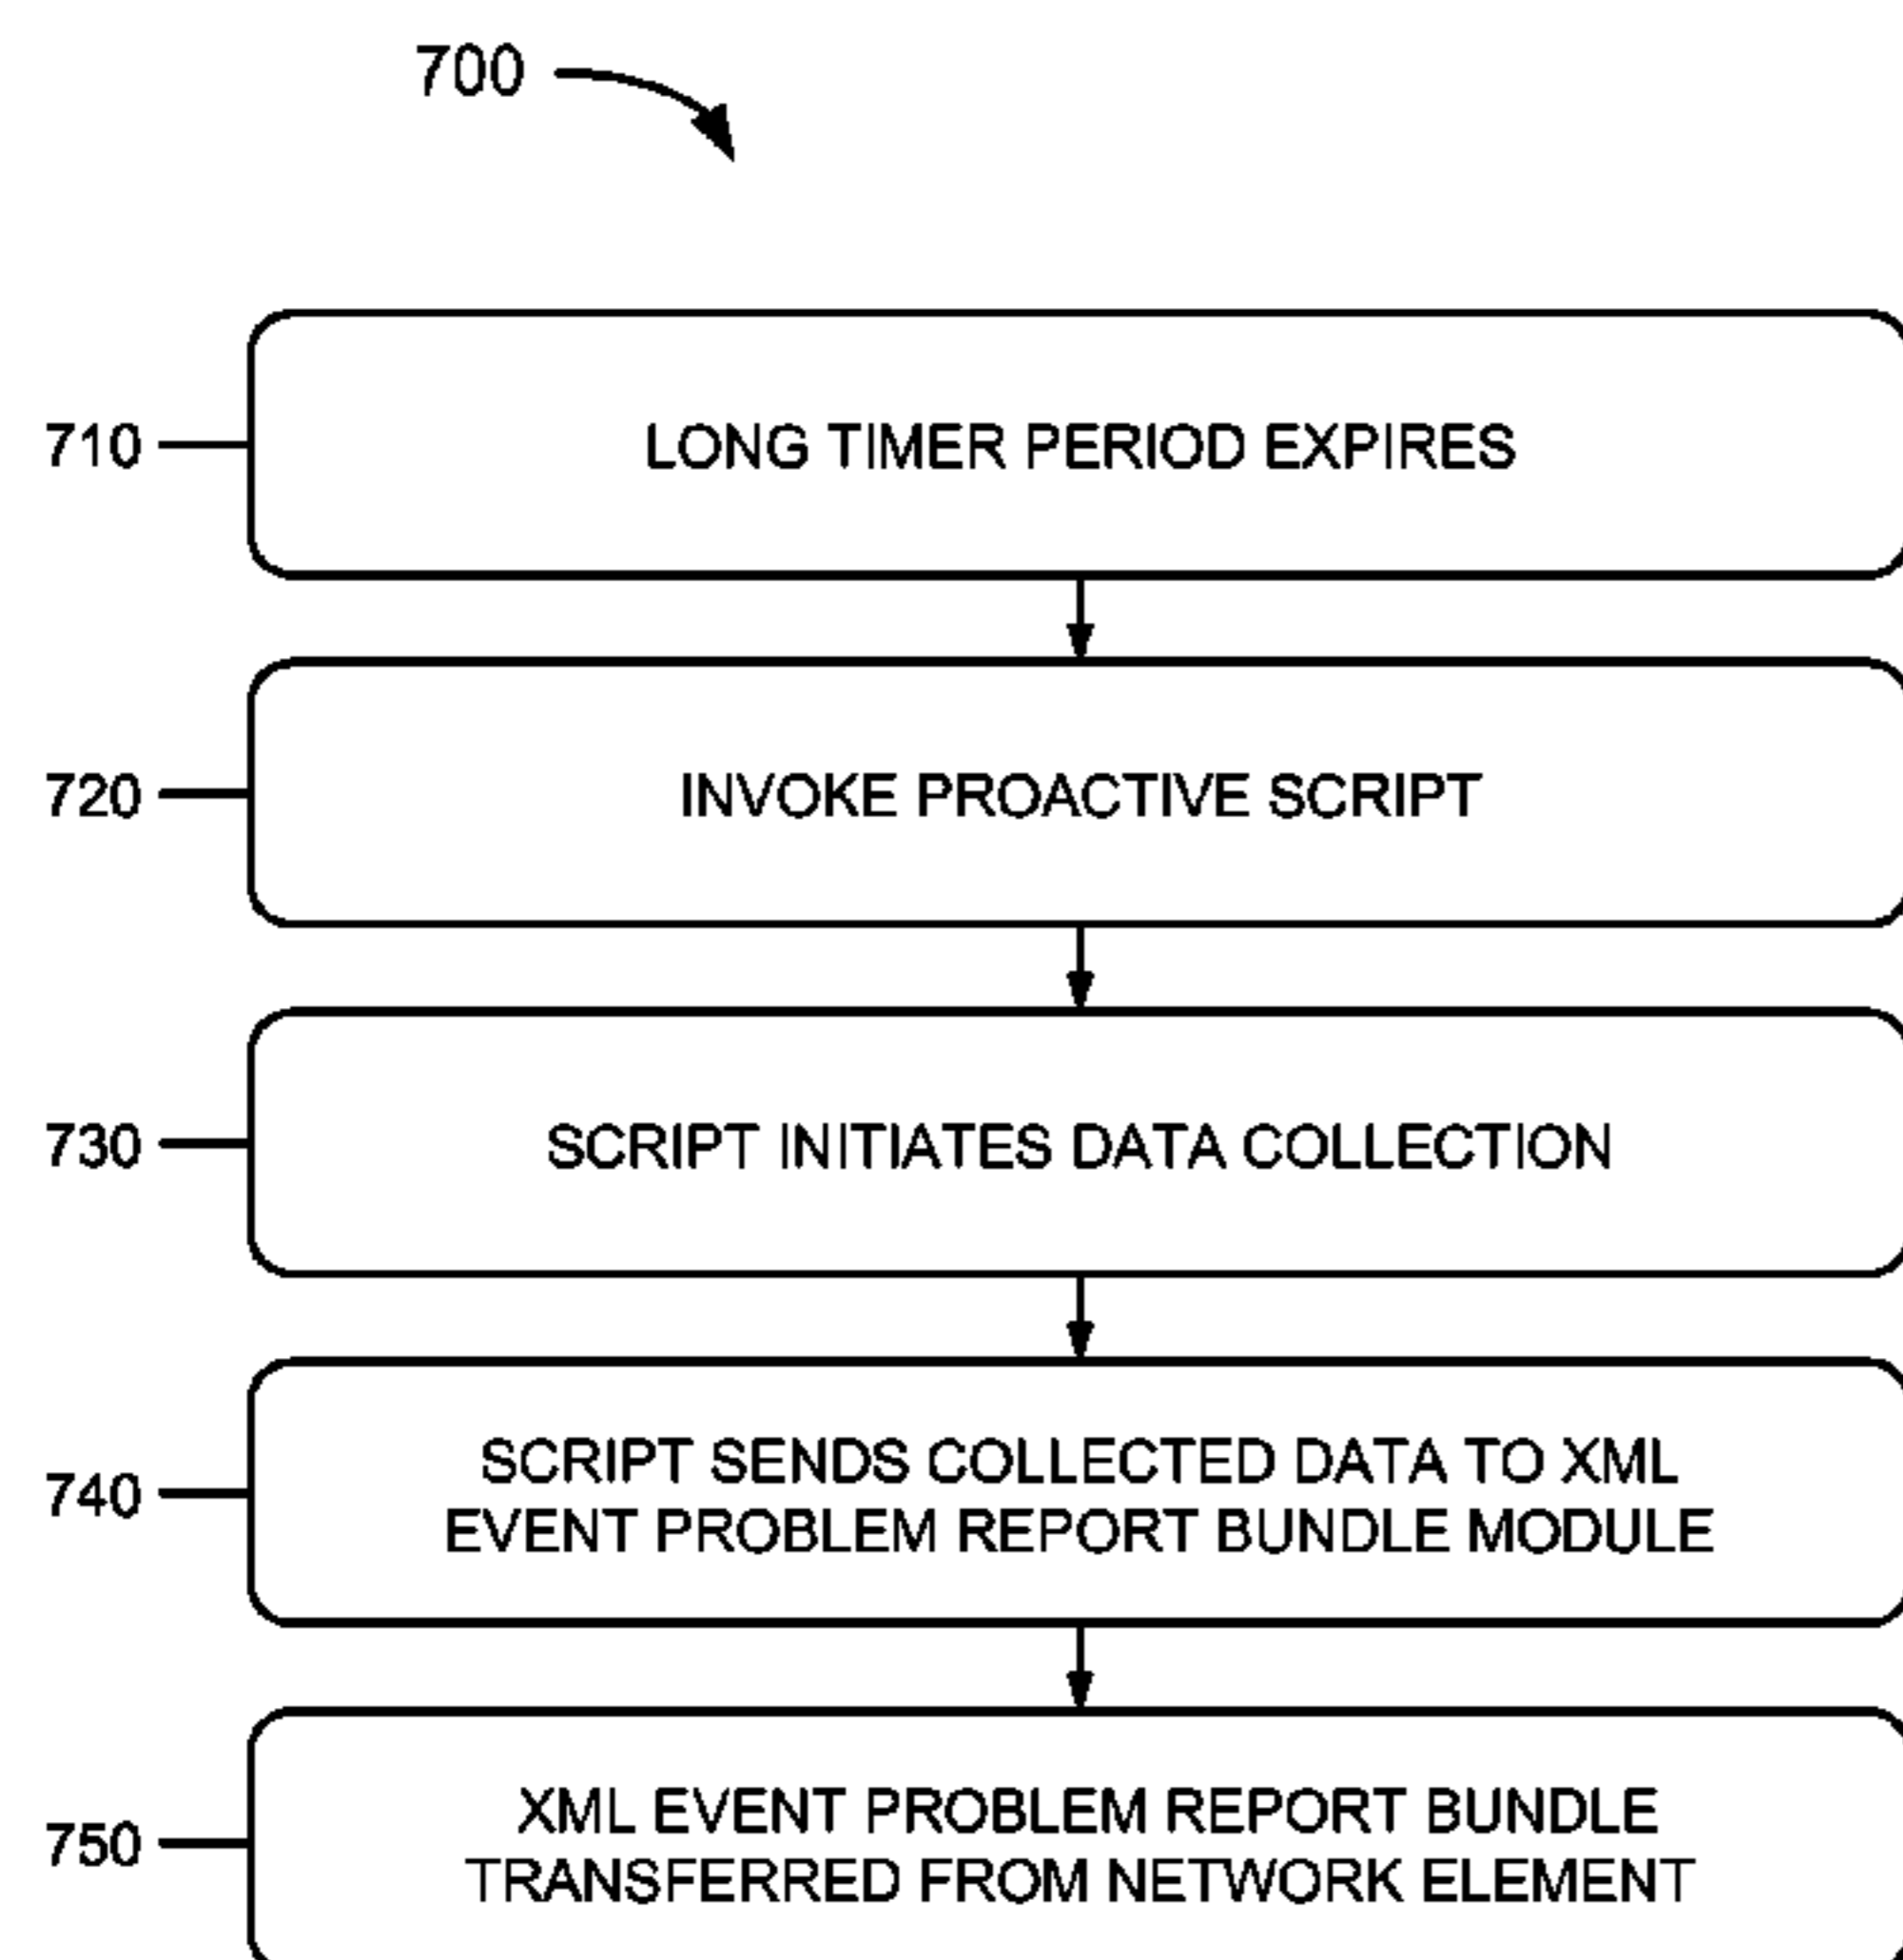 700
710
LONG TIMER PERIOD EXPIRES
720
INVOKE PROACTIVE SCRIPT
730
SCRIPT INITIATES DATA COLLECTION
740
SCRIPT SENDS COLLECTED DATA TO XML
EVENT PROBLEM REPORT BUNDLE MODULE
750
XML EVENT PROBLEM REPORT BUNDLE
TRANSFERRED FROM NETWORK ELEMENT